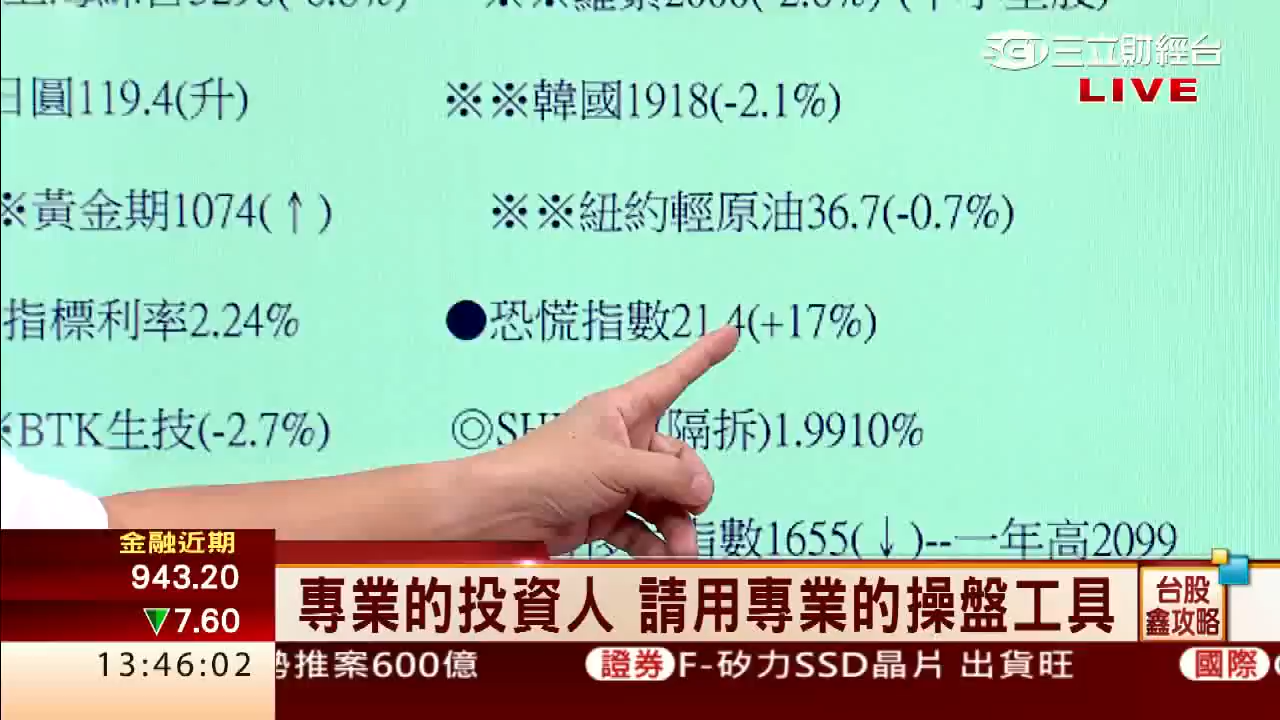 三立財經台
LIVE
日圓119.4(升)
※※韓國1918(-2.1%)
※黃金期1074(↑)
※※紐約輕原油36.7(-0.7%)
指標利率2.24%
●恐慌指數21.4(+17%)
※BTK生技(-2.7%)
(隔拆)1.9910%
指數1655(↓)--一年高2099
金融近期
943.20
▼7.60
專業的投資人 請用專業的操盤工具
台股
鑫攻略
13:46:02
推案600億
證券 F-矽力SSD晶片 出貨旺
國際